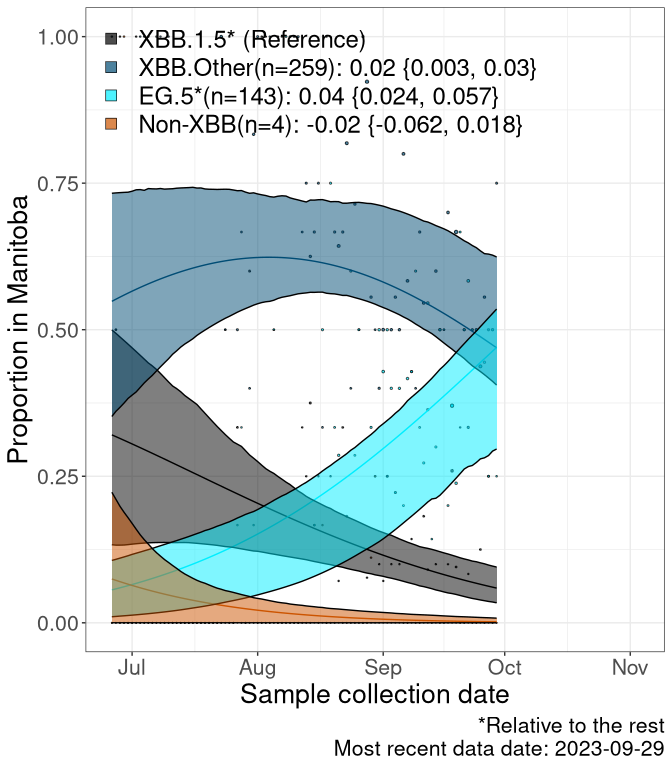 1.00
0.75
0.50
0.25
0.00
Proportion in Manitoba
XBB.1.5* (Reference)
XBB.Other(n=259): 0.02 {0.003, 0.03}
EG.5*(n=143): 0.04 {0.024, 0.057}
Non-XBB(n=4): -0.02 {-0.062, 0.018}
Jul Aug Sep Oct Nov
Sample collection date
*Relative to the rest
Most recent data date: 2023-09-29